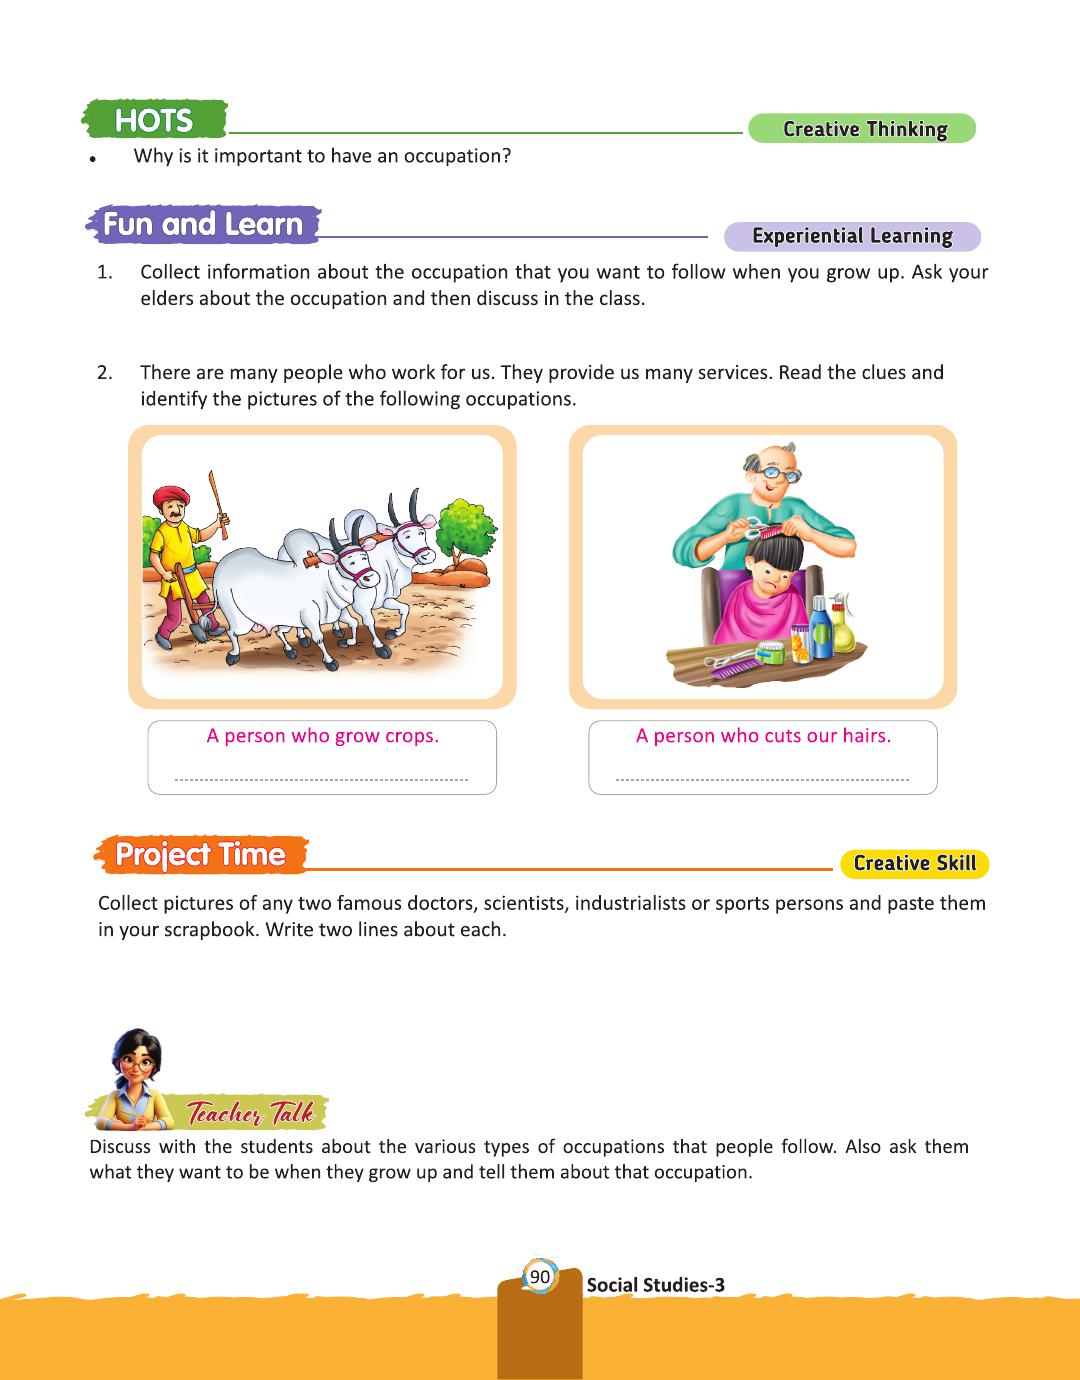 HOTS
Creative Thinking
• Why is it important to have an occupation?
Fun and Learn
Experiential Learning
1. Collect information about the occupation that you want to follow when you grow up. Ask your
elders about the occupation and then discuss in the class.
2. There are many people who work for us. They provide us many services. Read the clues and
identify the pictures of the following occupations.
A person who grow crops.
A person who cuts our hairs.
Project Time
Creative Skill
Collect pictures of any two famous doctors, scientists, industrialists or sports persons and paste them
in your scrapbook. Write two lines about each.
Teacher Talk
Discuss with the students about the various types of occupations that people follow. Also ask them
what they want to be when they grow up and tell them about that occupation.
90
Social Studies-3